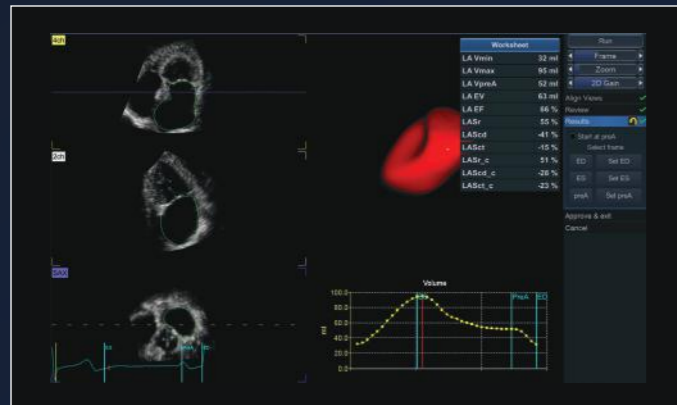 4ch
2ch
SAX
Worksheet
LA Vmin 32 ml
LA Vmax 95 ml
LA VpreA 52 ml
LA EV 63 ml
LA EF 66 %
LASr 55 %
LAScd -41 %
LASct -15 %
LASr_c 51 %
LAScd_c -28 %
LASct_c -23 %
Run
Frame
Zoom
2D Gain
Align Views
Review
Results
Start at preA
Select frame
ED Set ED
ES Set ES
preA Set preA
Approve & exit
Cancel
Volume
PreA ED
100.0
80.0
60.0
40.0
20.0
0.0
ml